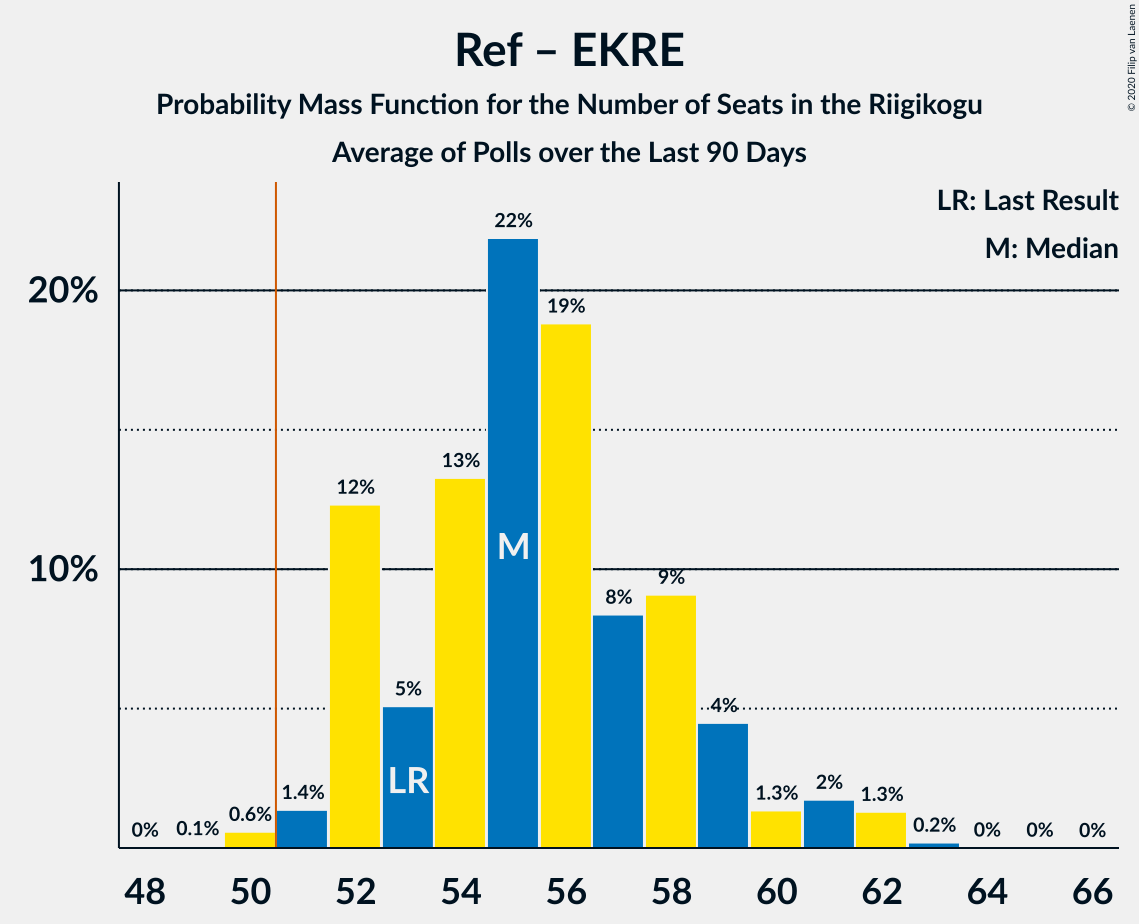 Ref – EKRE
Probability Mass Function for the Number of Seats in the Riigikogu
Average of Polls over the Last 90 Days
© 2020 Filip van Laenen
LR: Last Result
M: Median
20%
10%
0%
0.1%
0.6%
1.4%
12%
5%
13%
22%
19%
8%
9%
4%
1.3%
2%
1.3%
0.2%
0%
0%
0%
M
LR
48 50 52 54 56 58 60 62 64 66